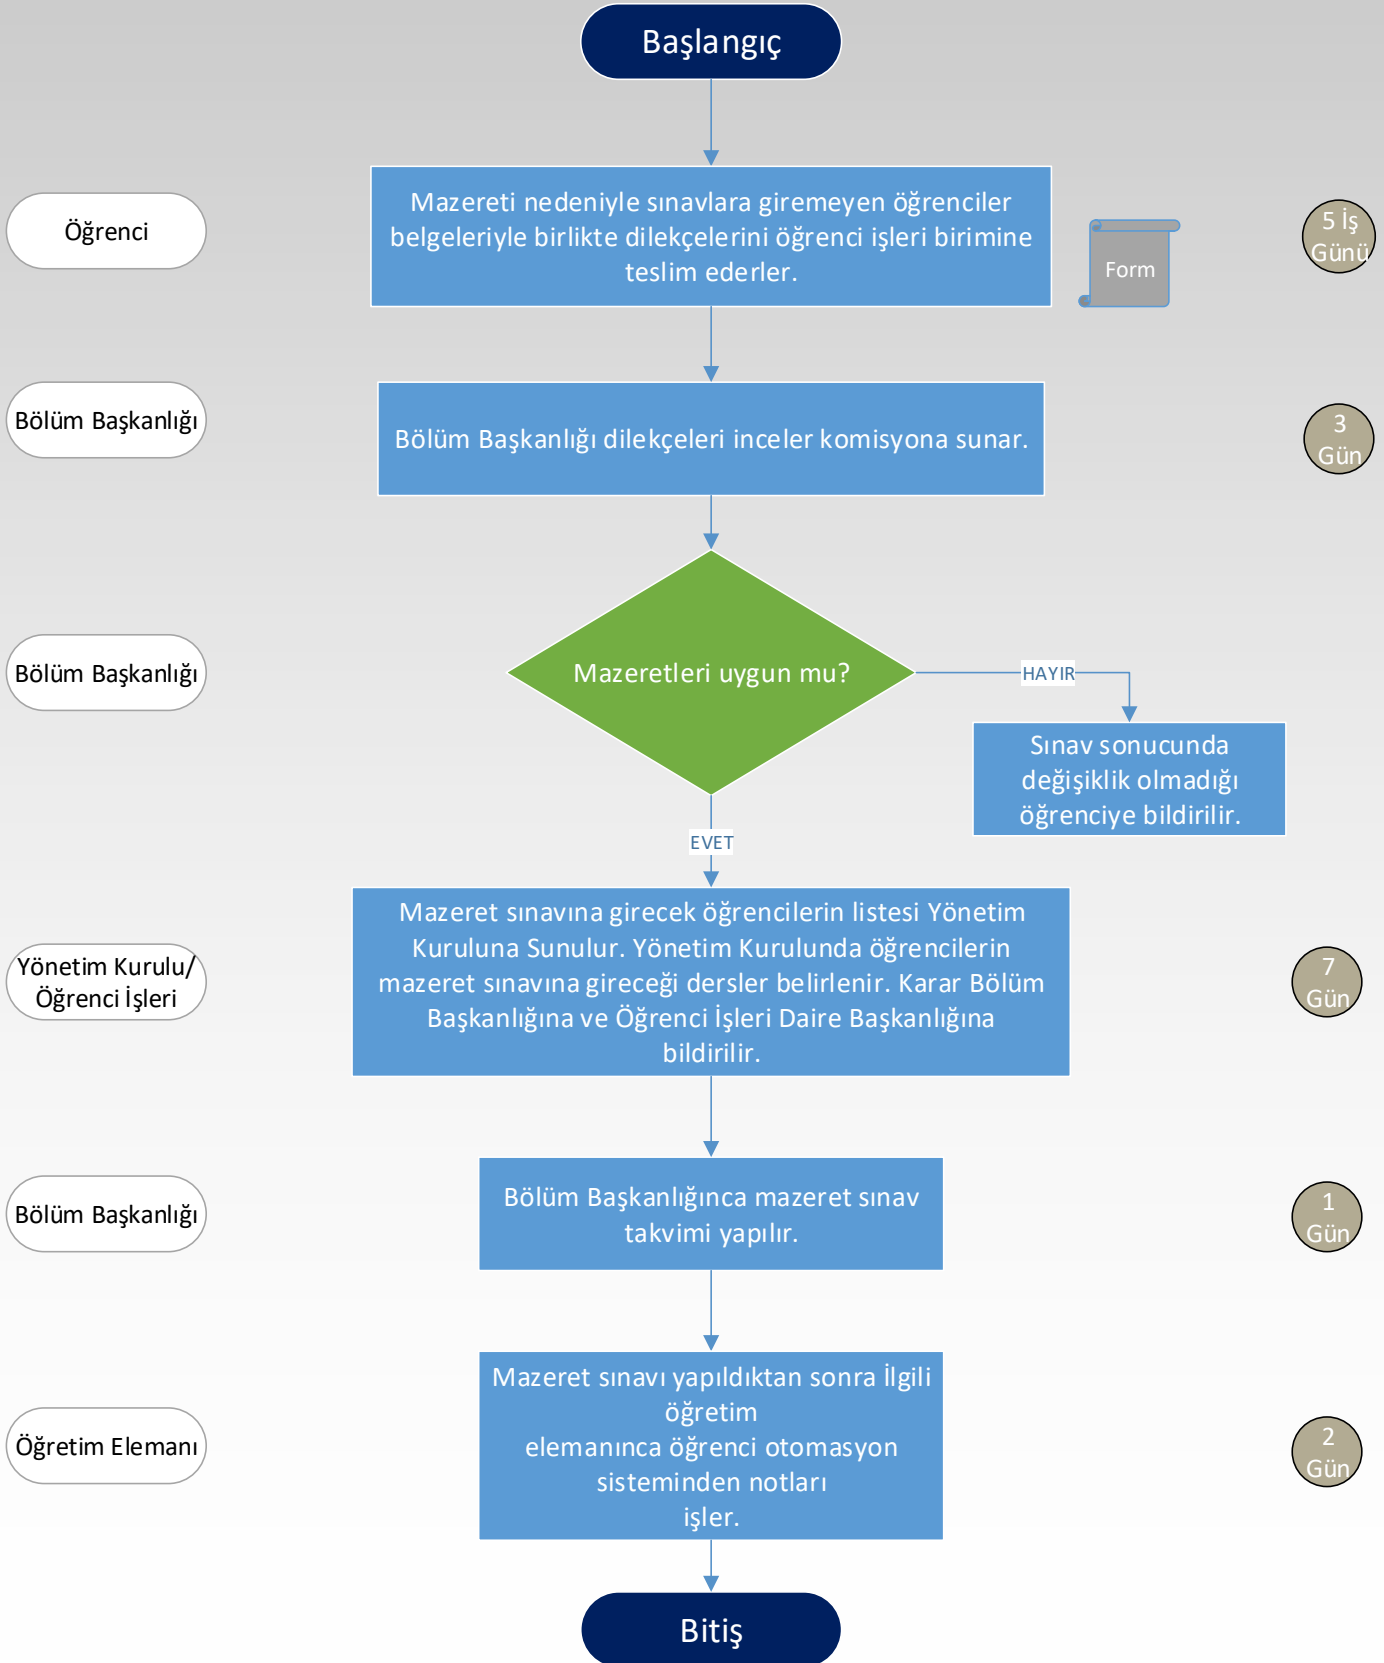 Başlangıç
Öğrenci
Mazereti nedeniyle sınavlara giremeyen öğrenciler
belgeleriyle birlikte dilekçelerini öğrenci işleri birimine
teslim ederler.
Form
5 İş
Günü
Bölüm Başkanlığı
Bölüm Başkanlığı dilekçeleri inceler komisyona sunar.
3
Gün
Bölüm Başkanlığı
Mazeretleri uygun mu?
HAYIR
Sınav sonucunda
değişiklik olmadığı
öğrenciye bildirilir.
EVET
Yönetim Kurulu/
Öğrenci İşleri
Mazeret sınavına girecek öğrencilerin listesi Yönetim
Kuruluna Sunulur. Yönetim Kurulunda öğrencilerin
mazeret sınavına gireceği dersler belirlenir. Karar Bölüm
Başkanlığına ve Öğrenci İşleri Daire Başkanlığına
bildirilir.
7
Gün
Bölüm Başkanlığı
Bölüm Başkanlığınca mazeret sınav
takvimi yapılır.
1
Gün
Öğretim Elemanı
Mazeret sınavı yapıldıktan sonra İlgili
öğretim
elemanınca öğrenci otomasyon
sisteminden notları
işler.
2
Gün
Bitiş